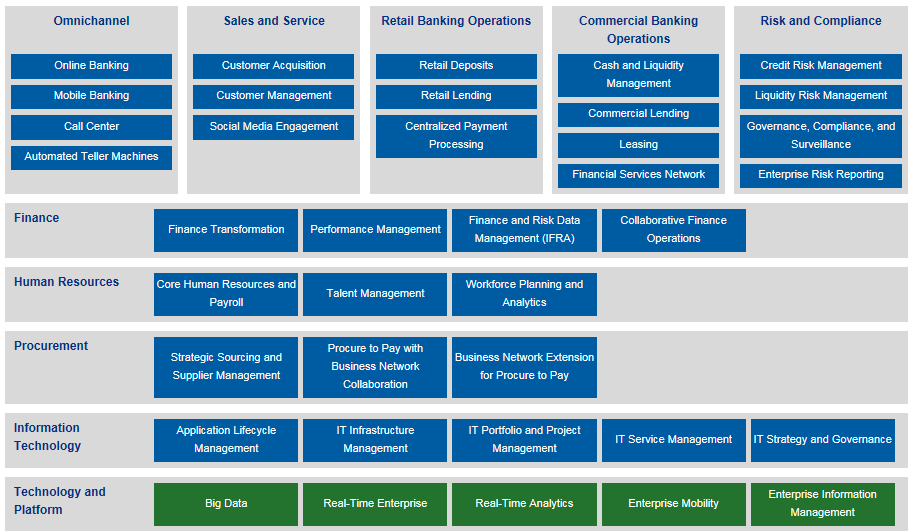 Omnichannel
Online Banking
Mobile Banking
Call Center
Automated Teller Machines
Sales and Service
Customer Acquisition
Customer Management
Social Media Engagement
Retail Banking Operations
Retail Deposits
Retail Lending
Centralized Payment
Processing
Commercial Banking
Operations
Cash and Liquidity
Management
Commercial Lending
Leasing
Financial Services Network
Risk and Compliance
Credit Risk Management
Liquidity Risk Management
Governance, Compliance, and
Surveillance
Enterprise Risk Reporting
Finance
Finance Transformation
Performance Management
Finance and Risk Data
Management (IFRA)
Collaborative Finance
Operations
Human Resources
Core Human Resources and
Payroll
Talent Management
Workforce Planning and
Analytics
Procurement
Strategic Sourcing and
Supplier Management
Procure to Pay with
Business Network
Collaboration
Business Network Extension
for Procure to Pay
Information
Technology
Application Lifecycle
Management
IT Infrastructure
Management
IT Portfolio and Project
Management
IT Service Management
IT Strategy and Governance
Technology and
Platform
Big Data
Real-Time Enterprise
Real-Time Analytics
Enterprise Mobility
Enterprise Information
Management